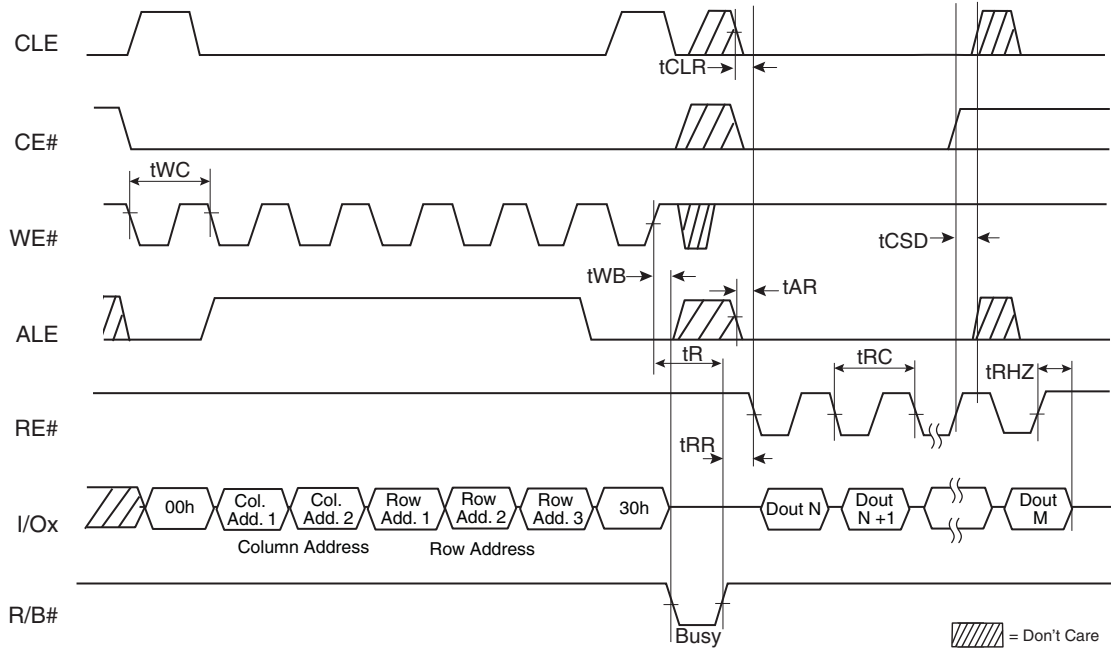 CLE
tCLR
CE#
tWC
WE#
tCSD
tWB
tAR
ALE
tR
tRC
tRHZ
RE#
tRR
I/Ox
00h
Col. Add. 1
Col. Add. 2
Row Add. 1
Row Add. 2
Row Add. 3
30h
Dout N
Dout N +1
Dout M
Column Address
Row Address
R/B#
Busy
= Don't Care